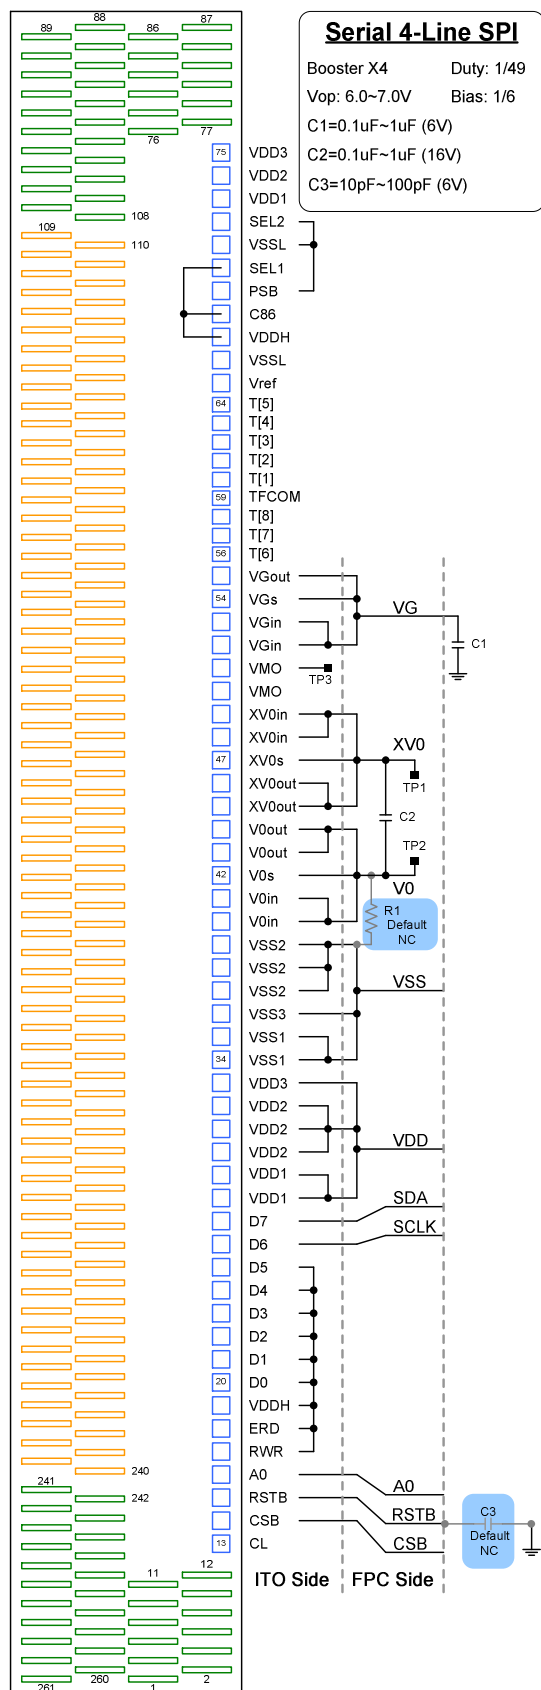 88
87
89
86
Serial 4-Line SPI
Booster X4 Duty: 1/49
Vop: 6.0~7.0V Bias: 1/6
C1=0.1uF~1uF (6V)
C2=0.1uF~1uF (16V)
C3=10pF~100pF (6V)
77
76
75 VDD3
VDD2
VDD1
108 SEL2
109
110 VSSL
SEL1
PSB
C86
VDDH
VSSL
Vref
64 T[5]
T[4]
T[3]
T[2]
T[1]
59 TFCOM
T[8]
T[7]
56 T[6]
VGout
54 VGs
VG
VGin
VGin
C1
VMO
TP3
VMO
XV0in
XV0in
XV0
47 XV0s
TP1
XV0out
XV0out
C2
V0out
TP2
V0out
42 V0s
V0
V0in
R1
Default
NC
V0in
VSS2
VSS2
VSS
VSS2
VSS3
VSS1
34 VSS1
VDD3
VDD2
VDD2
VDD
VDD2
VDD1
VDD1
SDA
D7
SCLK
D6
D5
D4
D3
D2
D1
20 D0
VDDH
ERD
RWR
240 A0
241
A0
242 RSTB
RSTB
C3
Default
NC
CSB
CSB
13 CL
12
11
ITO Side FPC Side
261
260
1
2